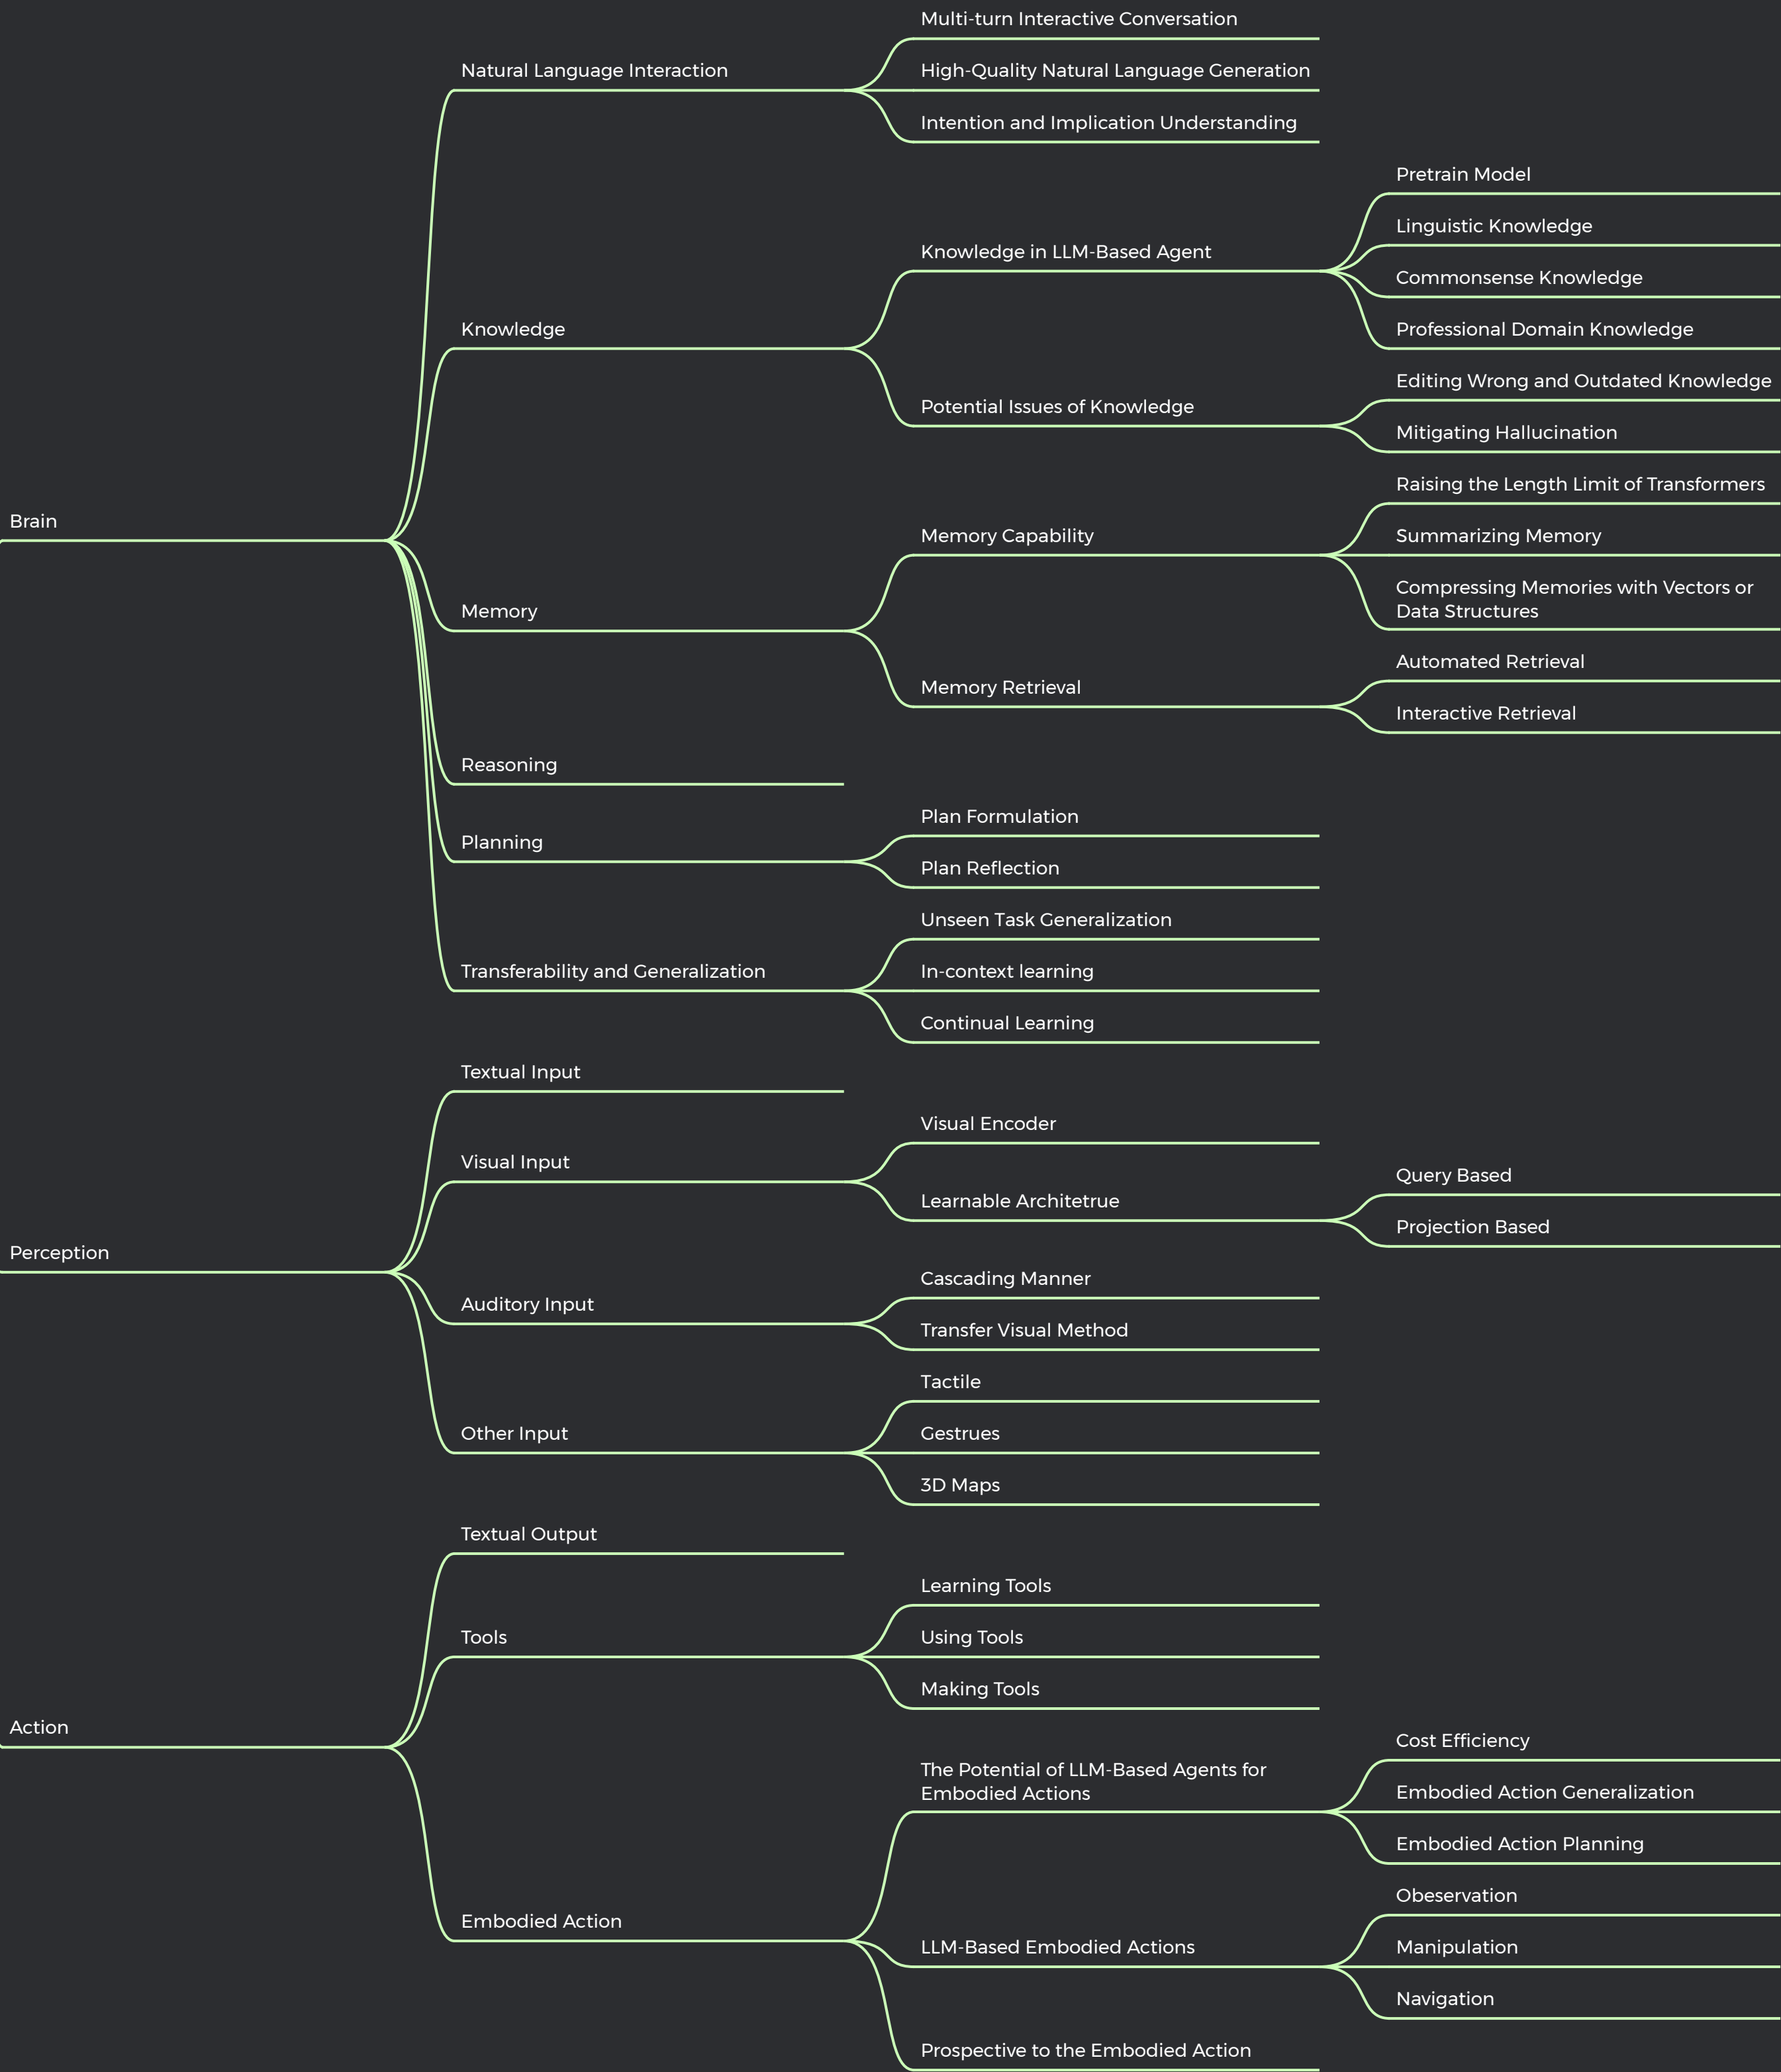 Multi-turn Interactive Conversation
Natural Language Interaction
High-Quality Natural Language Generation
Intention and Implication Understanding
Pretrain Model
Linguistic Knowledge
Knowledge in LLM-Based Agent
Commonsense Knowledge
Knowledge
Professional Domain Knowledge
Editing Wrong and Outdated Knowledge
Potential Issues of Knowledge
Mitigating Hallucination
Raising the Length Limit of Transformers
Brain
Memory Capability
Summarizing Memory
Compressing Memories with Vectors or
Data Structures
Memory
Automated Retrieval
Memory Retrieval
Interactive Retrieval
Reasoning
Plan Formulation
Planning
Plan Reflection
Unseen Task Generalization
Transferability and Generalization
In-context learning
Continual Learning
Textual Input
Visual Encoder
Visual Input
Query Based
Learnable Architetrue
Projection Based
Perception
Cascading Manner
Auditory Input
Transfer Visual Method
Tactile
Other Input
Gestrues
3D Maps
Textual Output
Learning Tools
Tools
Using Tools
Making Tools
Action
Cost Efficiency
The Potential of LLM-Based Agents for
Embodied Actions
Embodied Action Generalization
Embodied Action Planning
Obeservation
Embodied Action
LLM-Based Embodied Actions
Manipulation
Navigation
Prospective to the Embodied Action